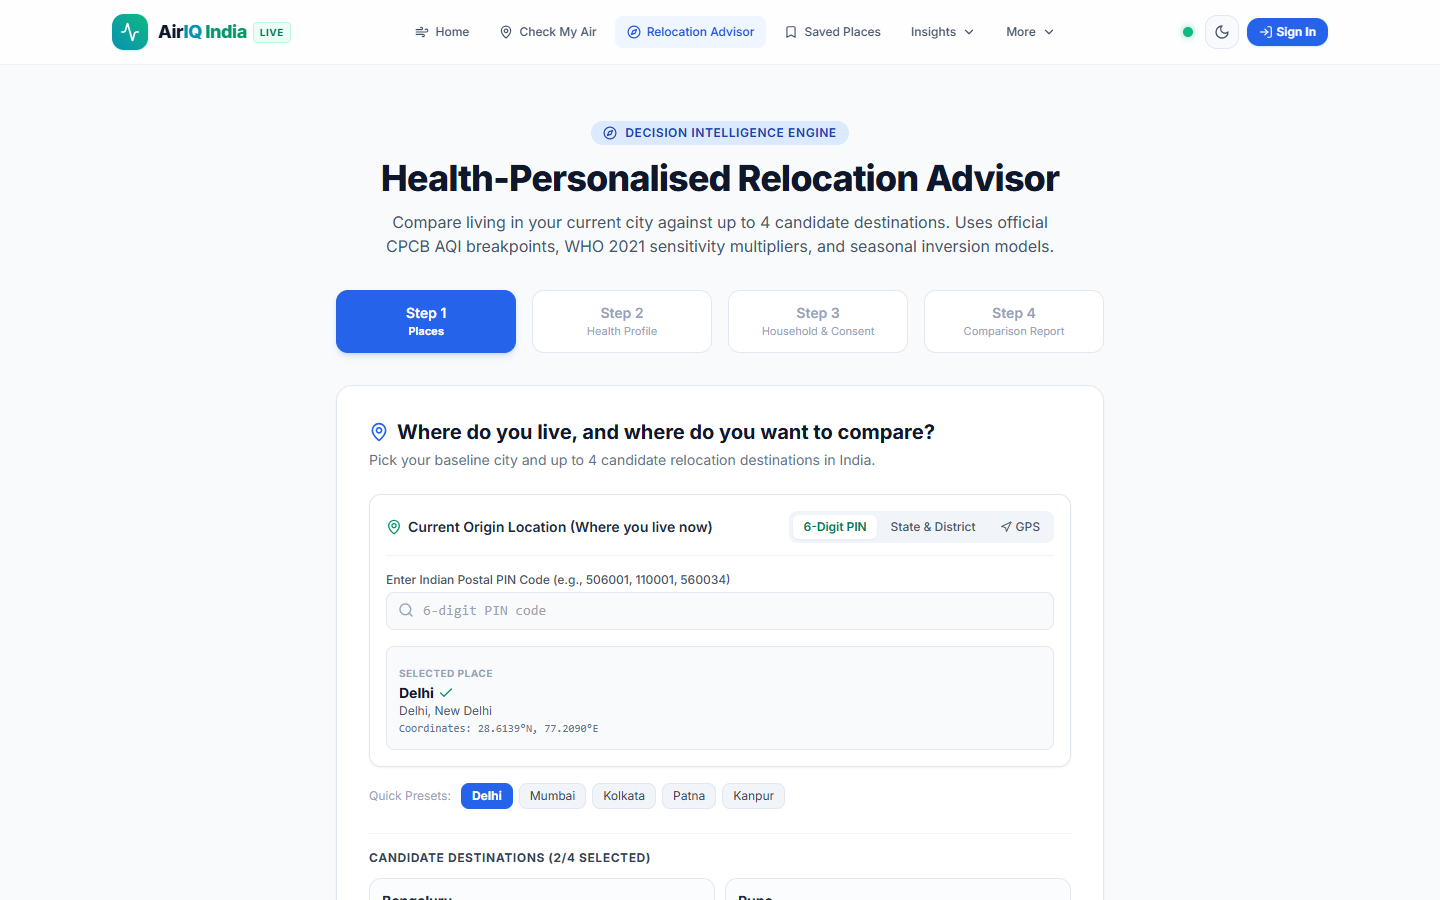 AirIQ India LIVE
Home
Check My Air
Relocation Advisor
Saved Places
Insights
More
Sign In
DECISION INTELLIGENCE ENGINE
Health-Personalised Relocation Advisor
Compare living in your current city against up to 4 candidate destinations. Uses official
CPCB AQI breakpoints, WHO 2021 sensitivity multipliers, and seasonal inversion models.
Step 1
Places
Step 2
Health Profile
Step 3
Household & Consent
Step 4
Comparison Report
Where do you live, and where do you want to compare?
Pick your baseline city and up to 4 candidate relocation destinations in India.
Current Origin Location (Where you live now)
6-Digit PIN
State & District
GPS
Enter Indian Postal PIN Code (e.g., 506001, 110001, 560034)
6-digit PIN code
SELECTED PLACE
Delhi
Delhi, New Delhi
Coordinates: 28.6139°N, 77.2090°E
Quick Presets:
Delhi
Mumbai
Kolkata
Patna
Kanpur
CANDIDATE DESTINATIONS (2/4 SELECTED)
Bengaluru
Pune